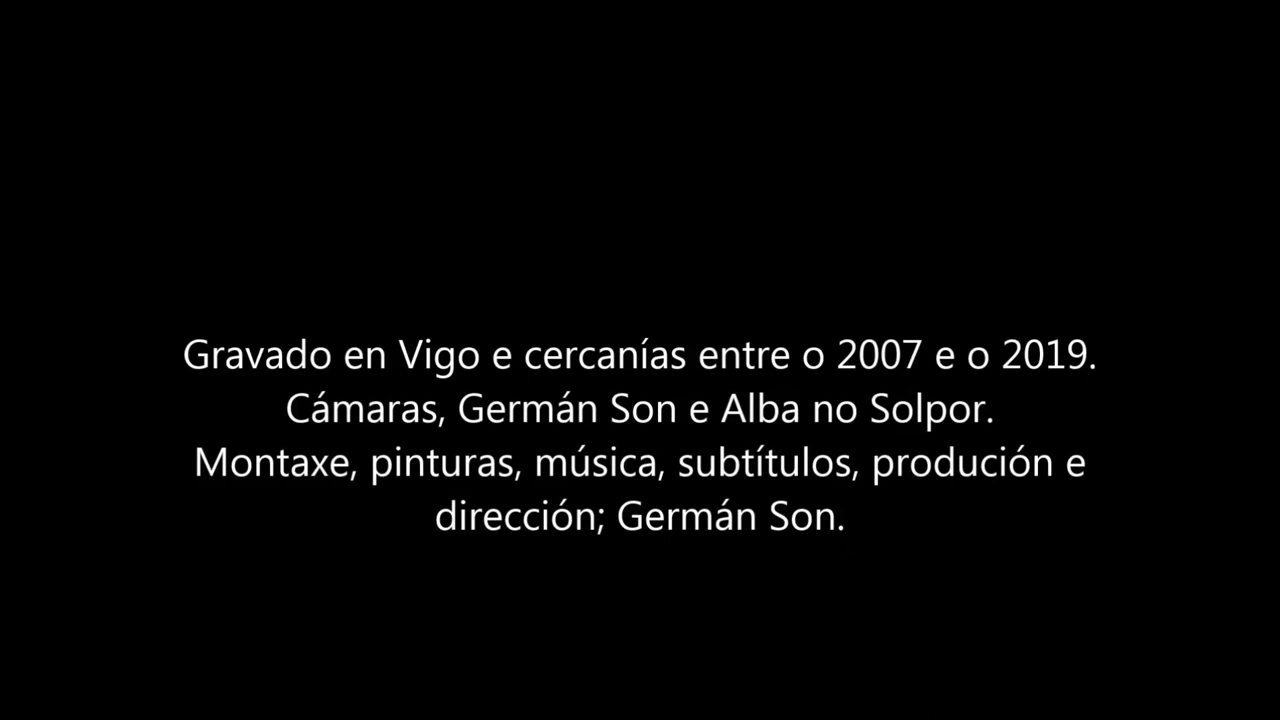 Gravado en Vigo e cercanías entre o 2007 e o 2019.
Cámaras, Germán Son e Alba no Solpor.
Montaxe, pinturas, música, subtítulos, produción e
dirección; Germán Son.